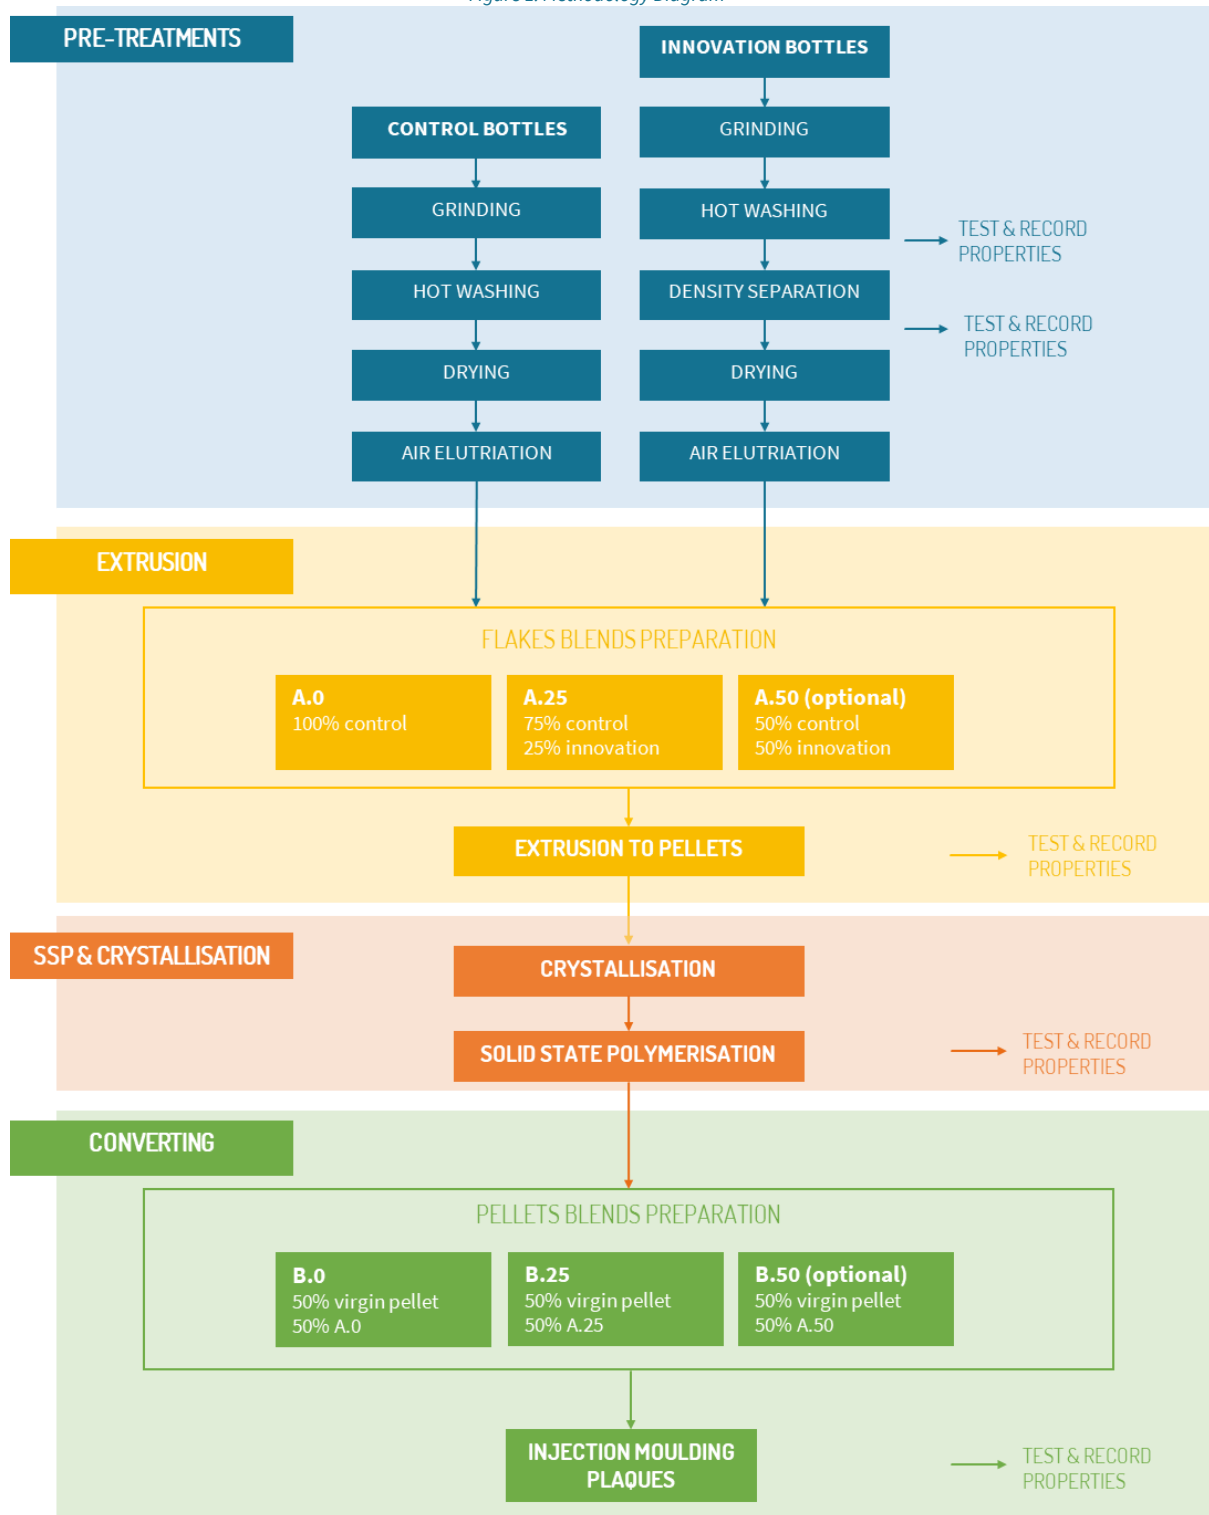 Figure 1: Methodology Diagram
PRE-TREATMENTS
INNOVATION BOTTLES
CONTROL BOTTLES
GRINDING
GRINDING
HOT WASHING
TEST & RECORD
PROPERTIES
HOT WASHING
DENSITY SEPARATION
TEST & RECORD
PROPERTIES
DRYING
DRYING
AIR ELUTRIATION
AIR ELUTRIATION
EXTRUSION
FLAKES BLENDS PREPARATION
A.0
100% control
A.25
75% control
25% innovation
A.50 (optional)
50% control
50% innovation
EXTRUSION TO PELLETS
TEST & RECORD
PROPERTIES
SSP & CRYSTALLISATION
CRYSTALLISATION
SOLID STATE POLYMERISATION
TEST & RECORD
PROPERTIES
CONVERTING
PELLETS BLENDS PREPARATION
B.0
50% virgin pellet
50% A.0
B.25
50% virgin pellet
50% A.25
B.50 (optional)
50% virgin pellet
50% A.50
INJECTION MOULDING
PLAQUES
TEST & RECORD
PROPERTIES